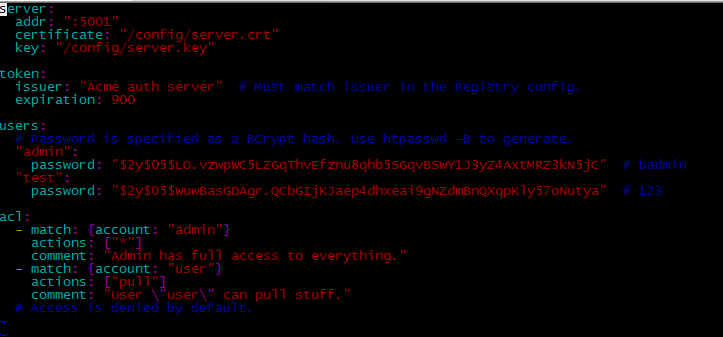 server:
  addr: ":5001"
  certificate: "/config/server.crt"
  key: "/config/server.key"
token:
  issuer: "Acme auth server"  # Must match issuer in the Registry config.
  expiration: 900
users:
  # Password is specified as a BCrypt hash. Use htpasswd -B to generate.
  "admin":
    password: "$2y$05$LO.vzwpWC5LZGqThvEfznu8qhb5SGqvBSWY1J3yZ4AxtMRZ3kN5jC"  # badmin
  "test":
    password: "$2y$05$WuwBasGDAgr.QCbGIjKJaep4dhxeai9gNZdmBnQXqpKly57oNutya"  # 123
acl:
  - match: {account: "admin"}
    actions: ["*"]
    comment: "Admin has full access to everything."
  - match: {account: "user"}
    actions: ["pull"]
    comment: "User \"user\" can pull stuff."
  # Access is denied by default.
~
~